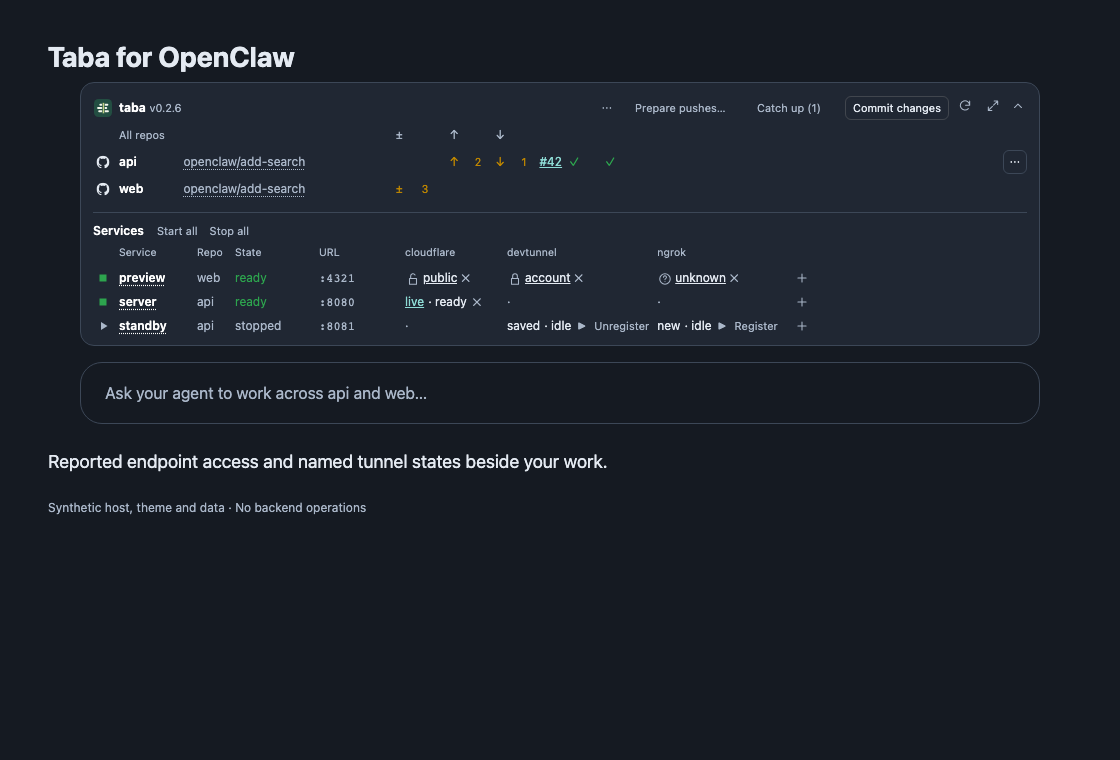 Taba for OpenClaw
taba v0.2.6 ··· Prepare pushes... Catch up (1) Commit changes
All repos ± ↑ ↓
api openclaw/add-search ↑ 2 ↓ 1 #42 ✓ ✓ ···
web openclaw/add-search ± 3
Services Start all Stop all
Service Repo State URL cloudflare devtunnel ngrok
preview web ready :4321 public × account × unknown × +
server api ready :8080 live · ready × · · +
standby api stopped :8081 · saved · idle ▶ Unregister new · idle ▶ Register +
Ask your agent to work across api and web...
Reported endpoint access and named tunnel states beside your work.
Synthetic host, theme and data · No backend operations